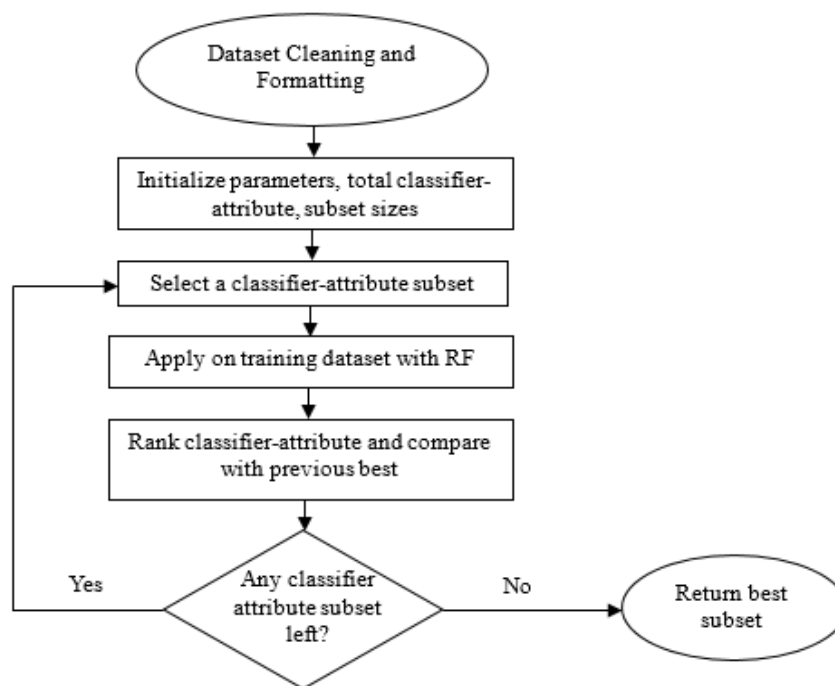 Dataset Cleaning and
Formatting
Initialize parameters, total classifier-
attribute, subset sizes
Select a classifier-attribute subset
Apply on training dataset with RF
Rank classifier-attribute and compare
with previous best
Any classifier
attribute subset
left?
Yes
No
Return best
subset